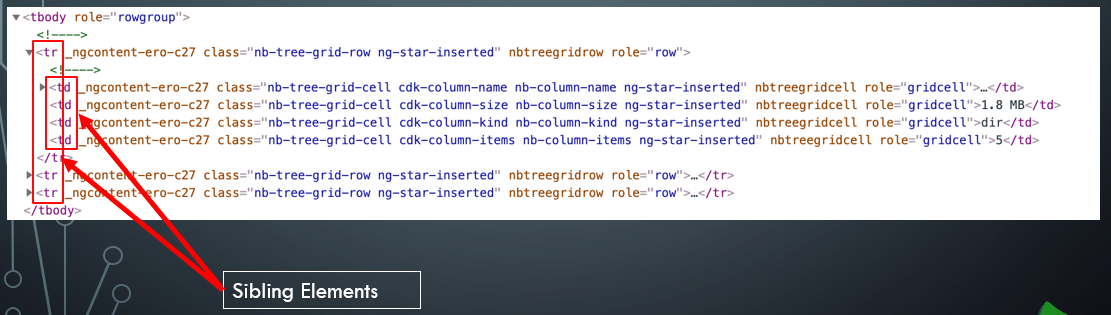 ▼<tbody role="rowgroup">
<!---->
▼<tr _ngcontent-ero-c27 class="nb-tree-grid-row ng-star-inserted" nbtreegridrow role="row">
<!---->
▶<td _ngcontent-ero-c27 class="nb-tree-grid-cell cdk-column-name nb-column-name ng-star-inserted" nbtreegridcell role="gridcell">…</td>
<td _ngcontent-ero-c27 class="nb-tree-grid-cell cdk-column-size nb-column-size ng-star-inserted" nbtreegridcell role="gridcell">1.8 MB</td>
<td _ngcontent-ero-c27 class="nb-tree-grid-cell cdk-column-kind nb-column-kind ng-star-inserted" nbtreegridcell role="gridcell">dir</td>
<td _ngcontent-ero-c27 class="nb-tree-grid-cell cdk-column-items nb-column-items ng-star-inserted" nbtreegridcell role="gridcell">5</td>
</tr>
▶<tr _ngcontent-ero-c27 class="nb-tree-grid-row ng-star-inserted" nbtreegridrow role="row">…</tr>
▶<tr _ngcontent-ero-c27 class="nb-tree-grid-row ng-star-inserted" nbtreegridrow role="row">…</tr>
</tbody>
Sibling Elements